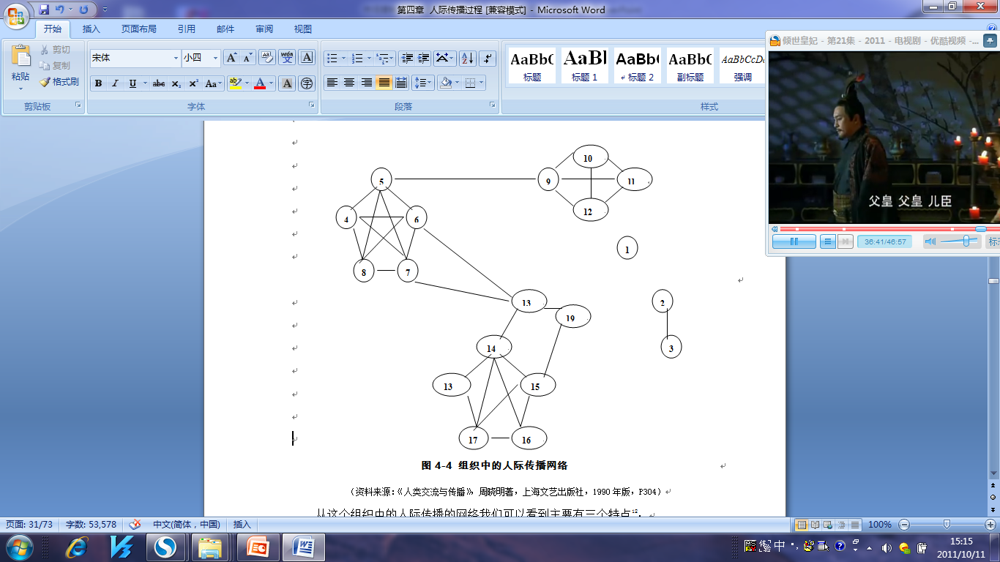 第四章 人际传播过程 [兼容模式] - Microsoft Word
开始 插入 页面布局 引用 邮件 审阅 视图
粘贴
剪切
复制
格式刷
剪贴板
宋体 小四
字体
段落
AaBbC 标题
AaBl 标题 1
AaBbC 标题 2
AaBbC 副标题
AaBbCcDc 强调
样式
倾世皇妃 - 第21集 - 2011 - 电视剧 - 优酷视频 -...
父皇 父皇 儿臣
36:41/46:57
标
10
5
9
11
4
6
12
1
8
7
13
2
19
14
3
13
15
17
16
图 4-4 组织中的人际传播网络
（资料来源:《人类交流与传播》，周晓明著，上海文艺出版社，1990年版，P304）
从这个组织中的人际传播的网络我们可以看到主要有三个特点
页面: 31/73 字数: 53,578 中文(简体，中国) 插入
100%
中
15:15
2011/10/11